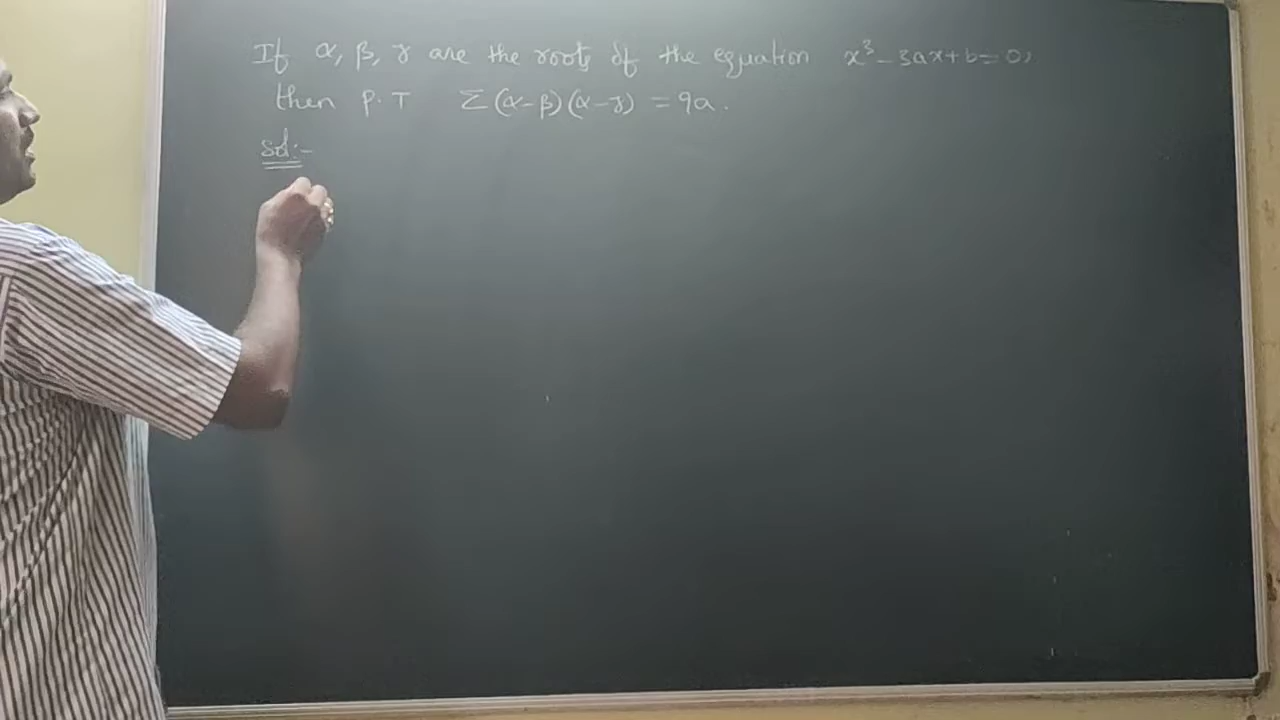 If α, β, γ are the roots of the equation x³ - 3ax + b = 0,
then P.T Σ(α-β)(α-γ) = 9a.
Sol:-